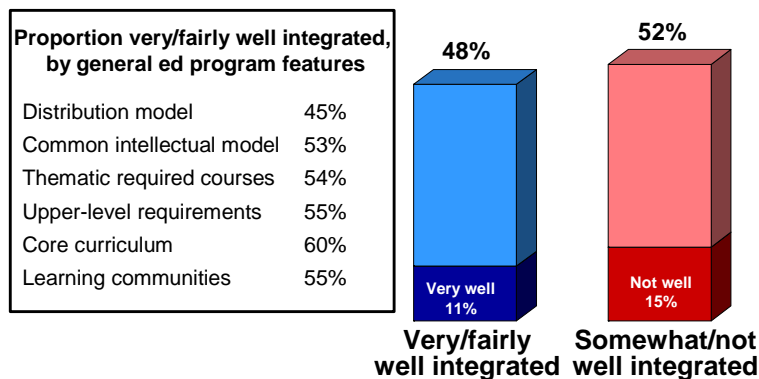 Proportion very/fairly well integrated,
by general ed program features
Distribution model 45%
Common intellectual model 53%
Thematic required courses 54%
Upper-level requirements 55%
Core curriculum 60%
Learning communities 55%
48%
52%
Very well
11%
Not well
15%
Very/fairly
well integrated
Somewhat/not
well integrated